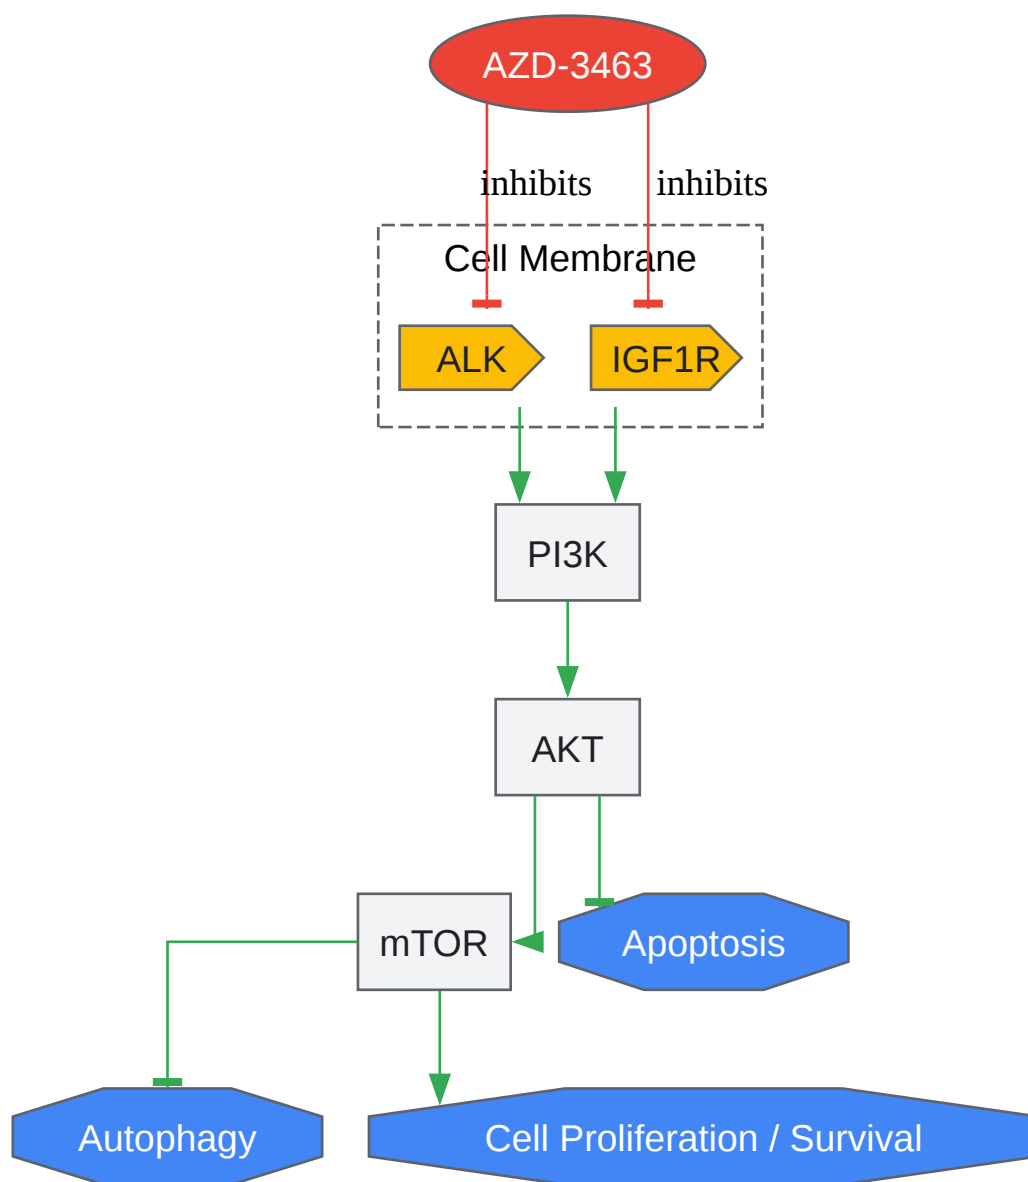 AZD-3463
inhibits
inhibits
Cell Membrane
ALK
IGF1R
PI3K
AKT
mTOR
Apoptosis
Autophagy
Cell Proliferation / Survival